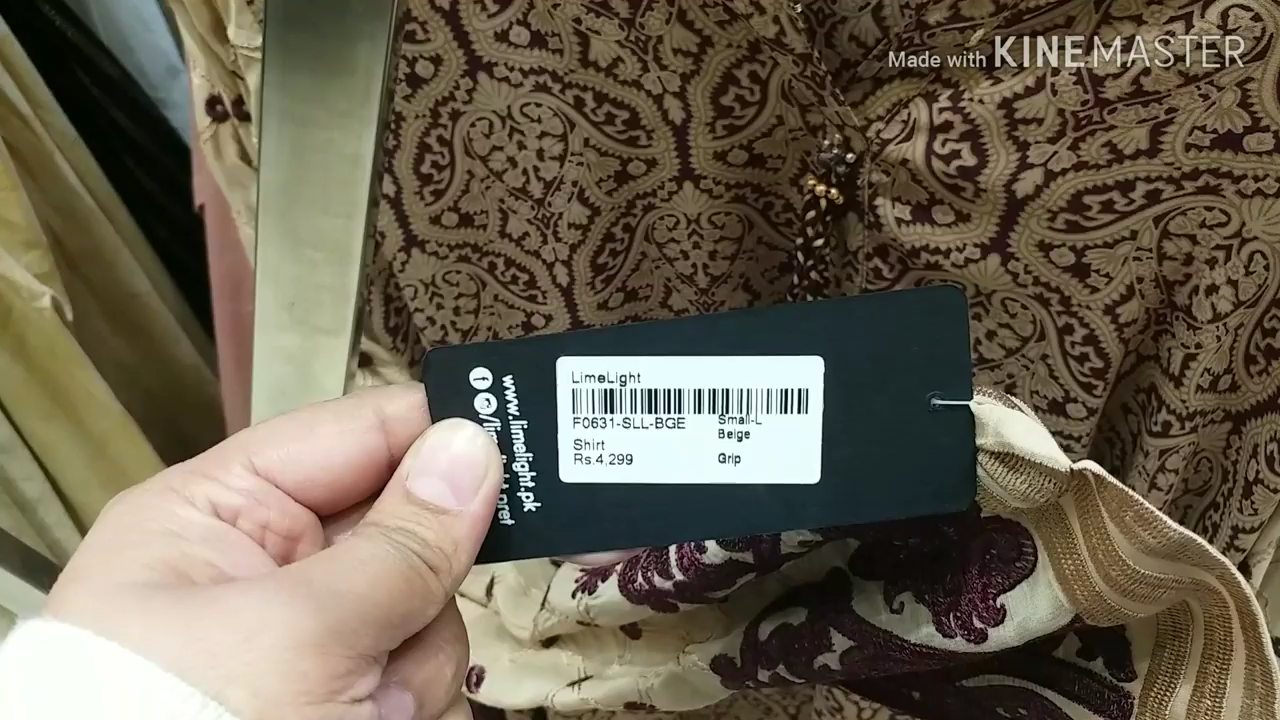 Made with KINEMASTER
LimeLight
F0631-SLL-BGE
Small-L
Beige
Shirt
Rs.4,299
Grip
www.limelight.pk